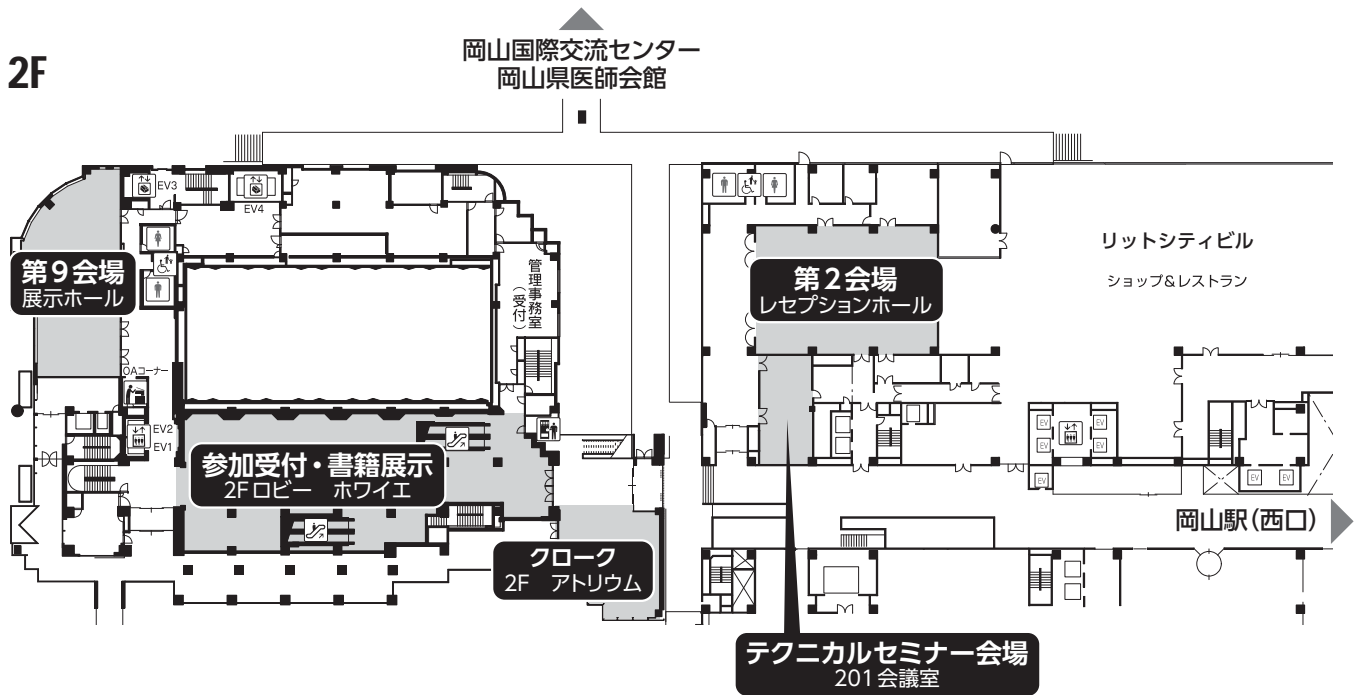 2F
岡山国際交流センター
岡山県医師会館
EV3
EV4
第9会場
展示ホール
管理事務室
（受付）
第2会場
レセプションホール
リットシティビル
ショップ&レストラン
OAコーナー
EV2
EV1
参加受付・書籍展示
2Fロビー　ホワイエ
EV
EV
EV
EV
EV
EV
EV
岡山駅（西口）
クローク
2F　アトリウム
テクニカルセミナー会場
201会議室